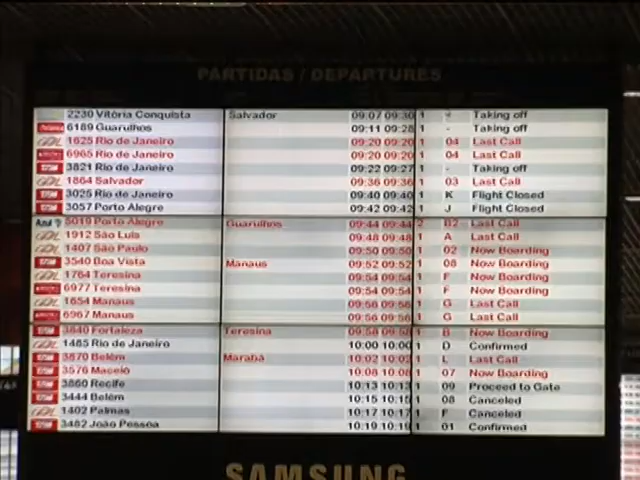 PARTIDAS / DEPARTURES
2230 Vitória Conquista Salvador 09:07 09:30 1 Taking off
6189 Guarulhos 09:11 09:28 1 - Taking off
GOL 1625 Rio de Janeiro 09:20 09:20 1 04 Last Call
6965 Rio de Janeiro 09:20 09:20 1 04 Last Call
3821 Rio de Janeiro 09:22 09:27 1 - Taking off
GOL 1864 Salvador 09:36 09:36 1 03 Last Call
3025 Rio de Janeiro 09:40 09:40 1 K Flight Closed
3057 Porto Alegre 09:42 09:42 1 J Flight Closed
Azul 5019 Porto Alegre Guarulhos 09:44 09:44 2 B2 Last Call
GOL 1912 São Luís 09:48 09:48 1 A Last Call
GOL 1407 São Paulo 09:50 09:50 1 02 Now Boarding
3540 Boa Vista Manaus 09:52 09:52 1 08 Now Boarding
GOL 1764 Teresina 09:54 09:54 1 F Now Boarding
6977 Teresina 09:54 09:54 1 F Now Boarding
GOL 1654 Manaus 09:56 09:56 1 G Last Call
6967 Manaus 09:56 09:56 1 G Last Call
3840 Fortaleza Teresina 09:58 09:58 1 B Now Boarding
GOL 1485 Rio de Janeiro 10:00 10:00 1 D Confirmed
3870 Belém Marabá 10:02 10:02 1 L Last Call
3576 Maceió 10:08 10:08 1 07 Now Boarding
3860 Recife 10:13 10:13 1 09 Proceed to Gate
3444 Belém 10:15 10:15 1 08 Canceled
GOL 1402 Palmas 10:17 10:17 1 F Canceled
3482 João Pessoa 10:19 10:19 1 01 Confirmed
SAMSUNG